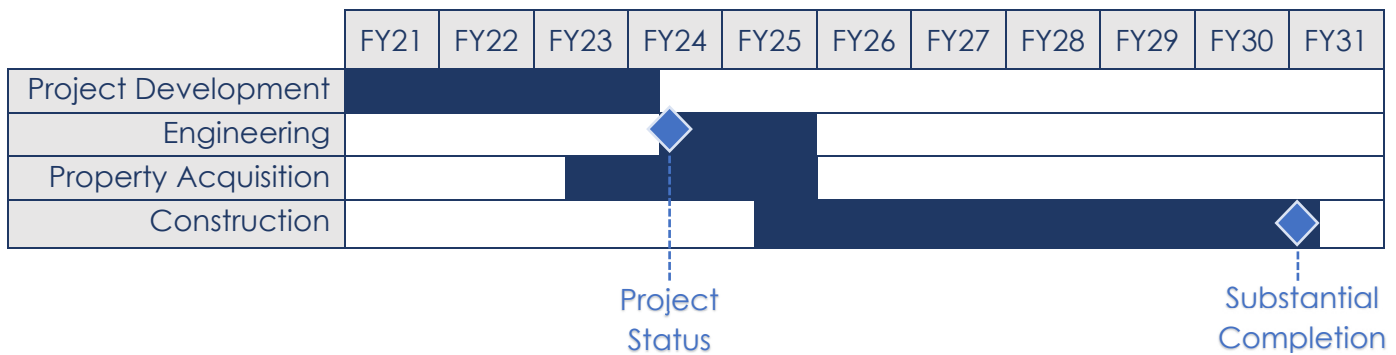 FY21 FY22 FY23 FY24 FY25 FY26 FY27 FY28 FY29 FY30 FY31
Project Development
Engineering
Property Acquisition
Construction
Project
Status
Substantial
Completion